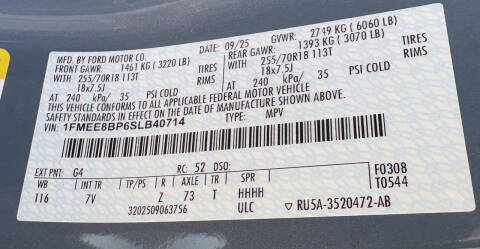 MFD. BY FORD MOTOR CO.
DATE: 09/25 GVWR: 2749 KG (6060 LB)
FRONT GAWR: 1461 KG (3220 LB) REAR GAWR: 1393 KG (3070 LB)
WITH 255/70R18 113T TIRES WITH 255/70R18 113T TIRES
18x7.5J RIMS 18x7.5J RIMS
AT 240 kPa/ 35 PSI COLD AT 240 kPa/ 35 PSI COLD
THIS VEHICLE CONFORMS TO ALL APPLICABLE FEDERAL MOTOR VEHICLE
SAFETY STANDARDS IN EFFECT ON THE DATE OF MANUFACTURE SHOWN ABOVE.
VIN: 1FMEE8BP6SLB40714 TYPE: MPV
EXT PNT: G4 RC: 52 DSO: F0308
WB INT TR TP/PS R AXLE TR SPR T0544
116 7V Z 73 T HHHH
3202509063756 ULC RU5A-3520472-AB